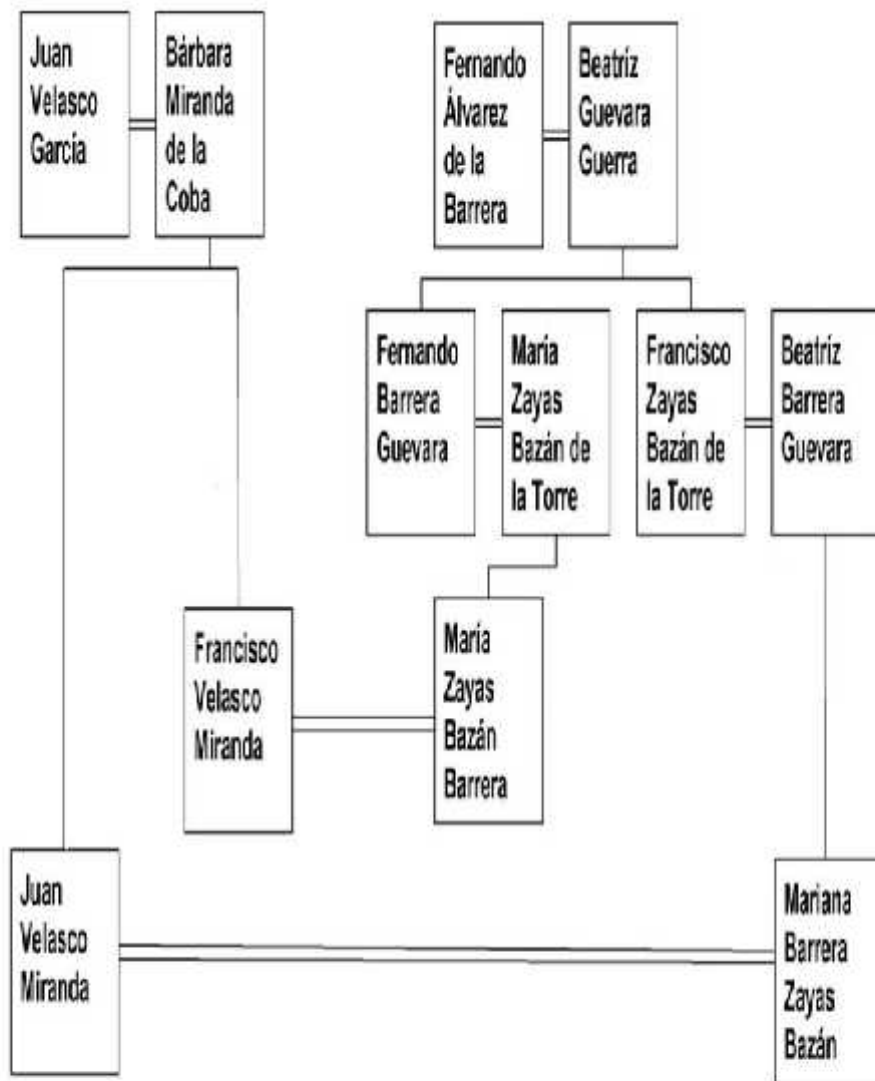 Juan
Velasco
García
Bárbara
Miranda
de la
Coba
Fernando
Álvarez
de la
Barrera
Beatríz
Guevara
Guerra
Fernando
Barrera
Guevara
María
Zayas
Bazán de
la Torre
Francisco
Zayas
Bazán de
la Torre
Beatríz
Barrera
Guevara
Francisco
Velasco
Miranda
María
Zayas
Bazán
Barrera
Juan
Velasco
Miranda
Mariana
Barrera
Zayas
Bazán